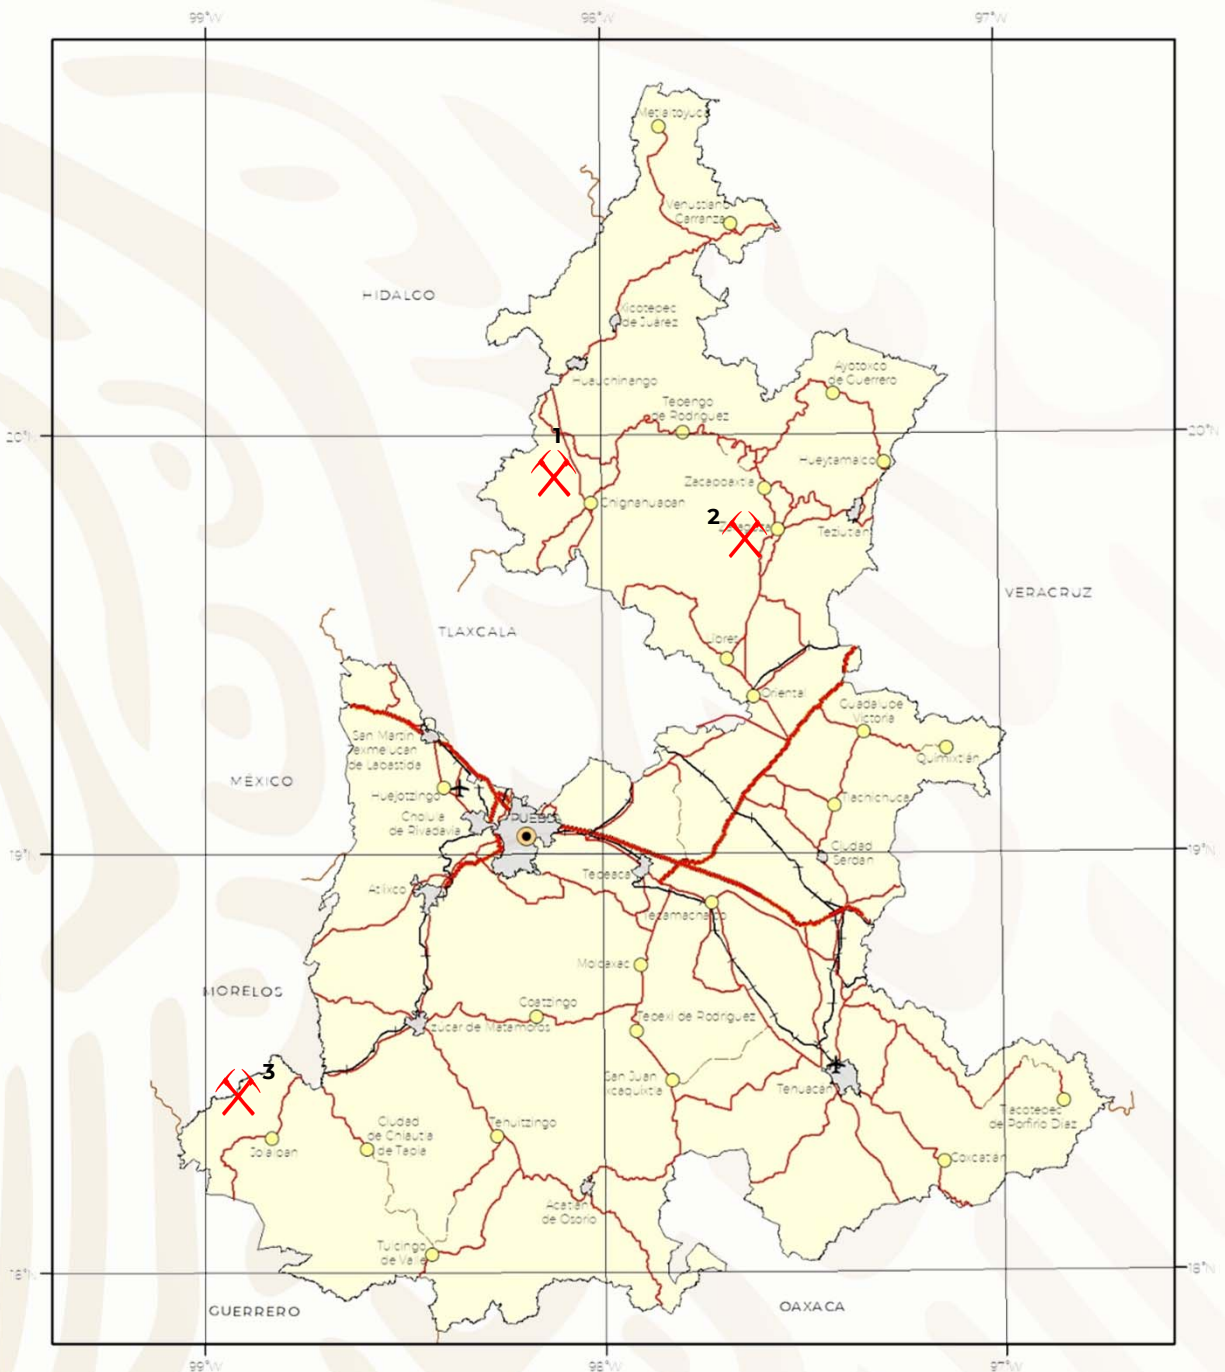 99°W 98°W 97°W
Metlaltoyuca
Venustiano
Carranza
HIDALGO
Xicotepec
de Juárez
Huauchinango
Ayotoxco
de Guerrero
Tepango
de Rodríguez
20°N 20°N
1
Hueytamalco
Zacapoaxtla
Chignahuapan
2
Zaragoza
Teziutlán
VERACRUZ
TLAXCALA
Libres
Oriental
Guadalupe
Victoria
San Martín
Texmelucan
de Labastida
Quimixtlán
MÉXICO
Huejotzingo
Tlachichuca
Cholula
de Rivadavia
PUEBLA
19°N 19°N
Ciudad
Serdán
Tepeaca
Atlixco
Tecamachalco
Molcaxac
MORELOS
Coatzingo
Izúcar de Matamoros
Tepexi de Rodríguez
3
San Juan
Ixcaquixtla
Tehuacán
Tlacotepec
de Porfirio Díaz
Ciudad
de Chiautla
de Tapia
Tehuitzingo
Jolalpan
Coxcatlán
Acatlán
de Osorio
Tulcingo
de Valle
18°N 18°N
GUERRERO
OAXACA
99°W 98°W 97°W